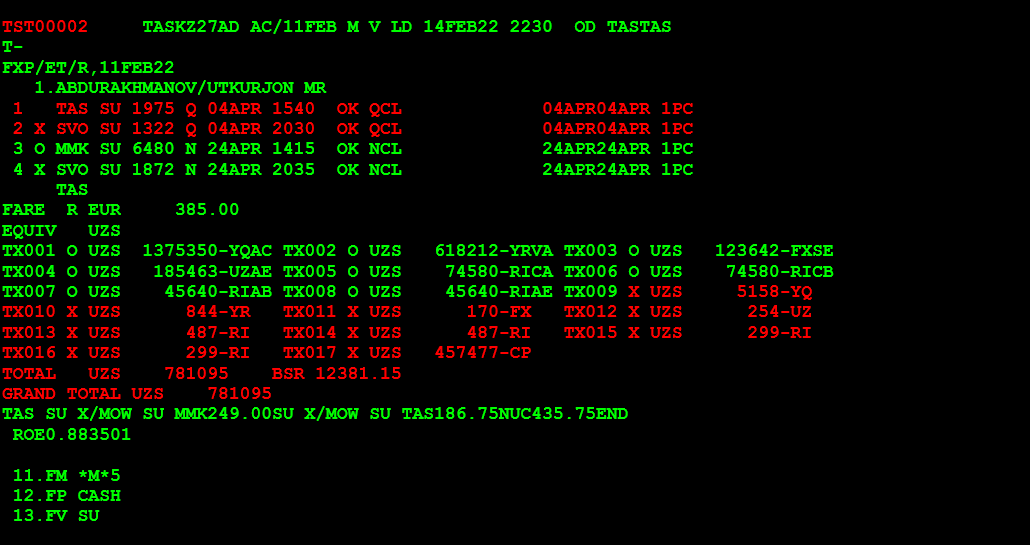 TST00002     TASKZ27AD AC/11FEB M V LD 14FEB22 2230  OD TASTAS
T-
FXP/ET/R,11FEB22
   1.ABDURAKHMANOV/UTKURJON MR
 1   TAS SU 1975 Q 04APR 1540  OK QCL             04APR04APR 1PC
 2 X SVO SU 1322 Q 04APR 2030  OK QCL             04APR04APR 1PC
 3 O MMK SU 6480 N 24APR 1415  OK NCL             24APR24APR 1PC
 4 X SVO SU 1872 N 24APR 2035  OK NCL             24APR24APR 1PC
     TAS
FARE  R EUR     385.00
EQUIV   UZS
TX001 O UZS  1375350-YQAC TX002 O UZS   618212-YRVA TX003 O UZS   123642-FXSE
TX004 O UZS   185463-UZAE TX005 O UZS    74580-RICA TX006 O UZS    74580-RICB
TX007 O UZS    45640-RIAB TX008 O UZS    45640-RIAE TX009 X UZS     5158-YQ
TX010 X UZS      844-YR   TX011 X UZS      170-FX   TX012 X UZS      254-UZ
TX013 X UZS      487-RI   TX014 X UZS      487-RI   TX015 X UZS      299-RI
TX016 X UZS      299-RI   TX017 X UZS   457477-CP
TOTAL   UZS    781095    BSR 12381.15
GRAND TOTAL UZS    781095
TAS SU X/MOW SU MMK249.00SU X/MOW SU TAS186.75NUC435.75END
 ROE0.883501
 11.FM *M*5
 12.FP CASH
 13.FV SU